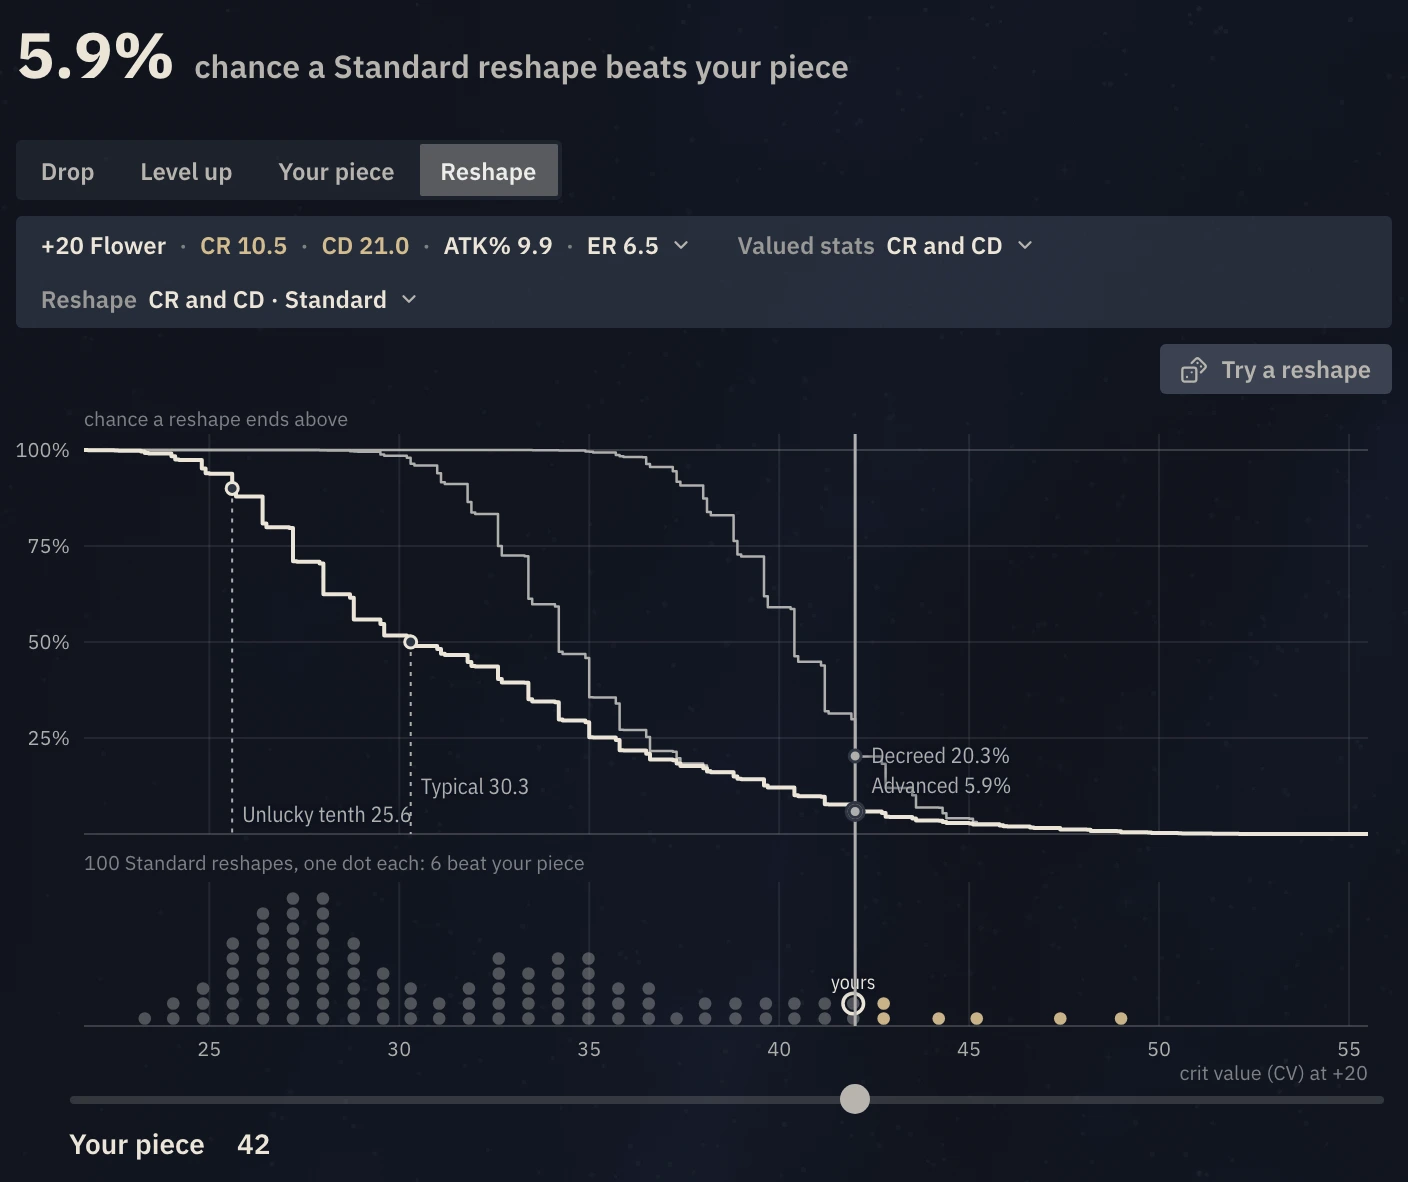 5.9% chance a Standard reshape beats your piece
Drop Level up Your piece Reshape
+20 Flower · CR 10.5 · CD 21.0 · ATK% 9.9 · ER 6.5 Valued stats CR and CD
Reshape CR and CD · Standard
Try a reshape
chance a reshape ends above
100%
75%
50%
25%
Decreed 20.3%
Advanced 5.9%
Typical 30.3
Unlucky tenth 25.6
100 Standard reshapes, one dot each: 6 beat your piece
yours
25 30 35 40 45 50 55
crit value (CV) at +20
Your piece 42